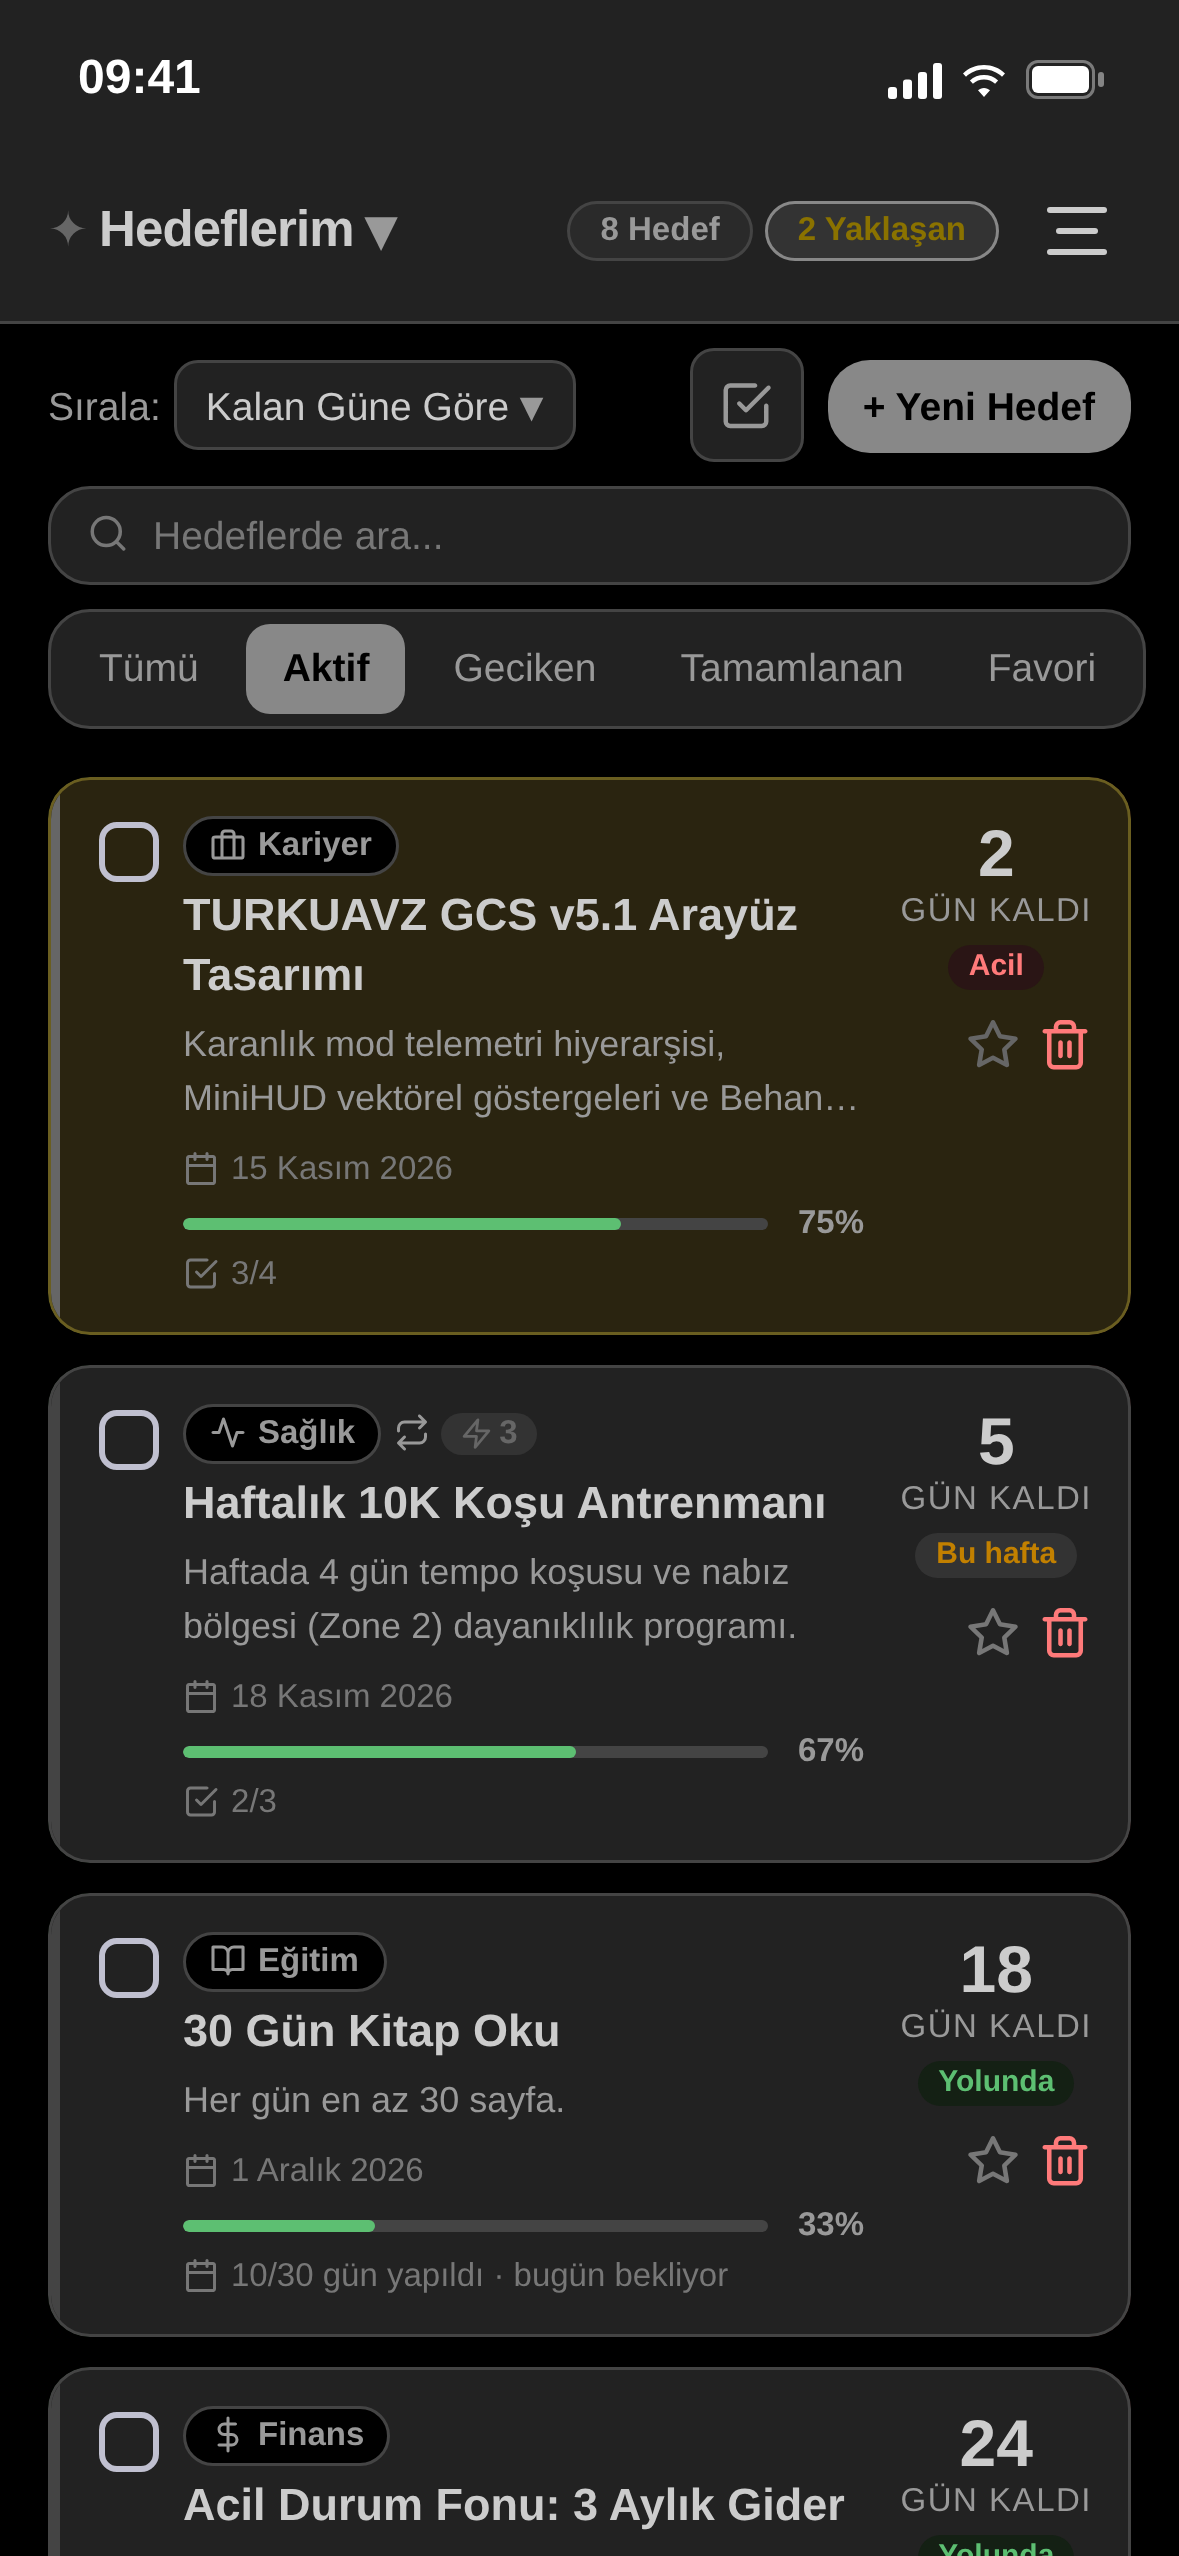 09:41
Hedeflerim ▼
8 Hedef
2 Yaklaşan
Sırala:
Kalan Güne Göre ▼
+ Yeni Hedef
Hedeflerde ara...
Tümü
Aktif
Geciken
Tamamlanan
Favori
Kariyer
TURKUAVZ GCS v5.1 Arayüz
Tasarımı
Karanlık mod telemetri hiyerarşisi,
MiniHUD vektörel göstergeleri ve Behan…
15 Kasım 2026
75%
3/4
2
GÜN KALDI
Acil
Sağlık
3
Haftalık 10K Koşu Antrenmanı
Haftada 4 gün tempo koşusu ve nabız
bölgesi (Zone 2) dayanıklılık programı.
18 Kasım 2026
67%
2/3
5
GÜN KALDI
Bu hafta
Eğitim
30 Gün Kitap Oku
Her gün en az 30 sayfa.
1 Aralık 2026
33%
10/30 gün yapıldı · bugün bekliyor
18
GÜN KALDI
Yolunda
Finans
Acil Durum Fonu: 3 Aylık Gider
24
GÜN KALDI
Yolunda